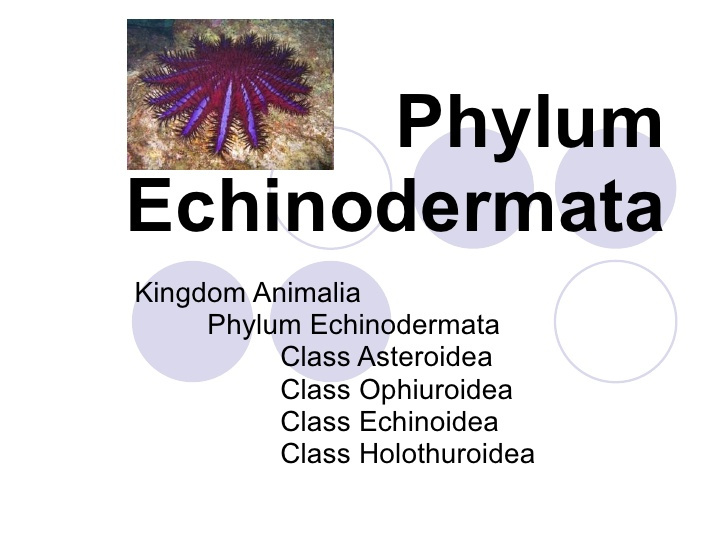 Phylum
Echinodermata
Kingdom Animalia
Phylum Echinodermata
Class Asteroidea
Class Ophiuroidea
Class Echinoidea
Class Holothuroidea